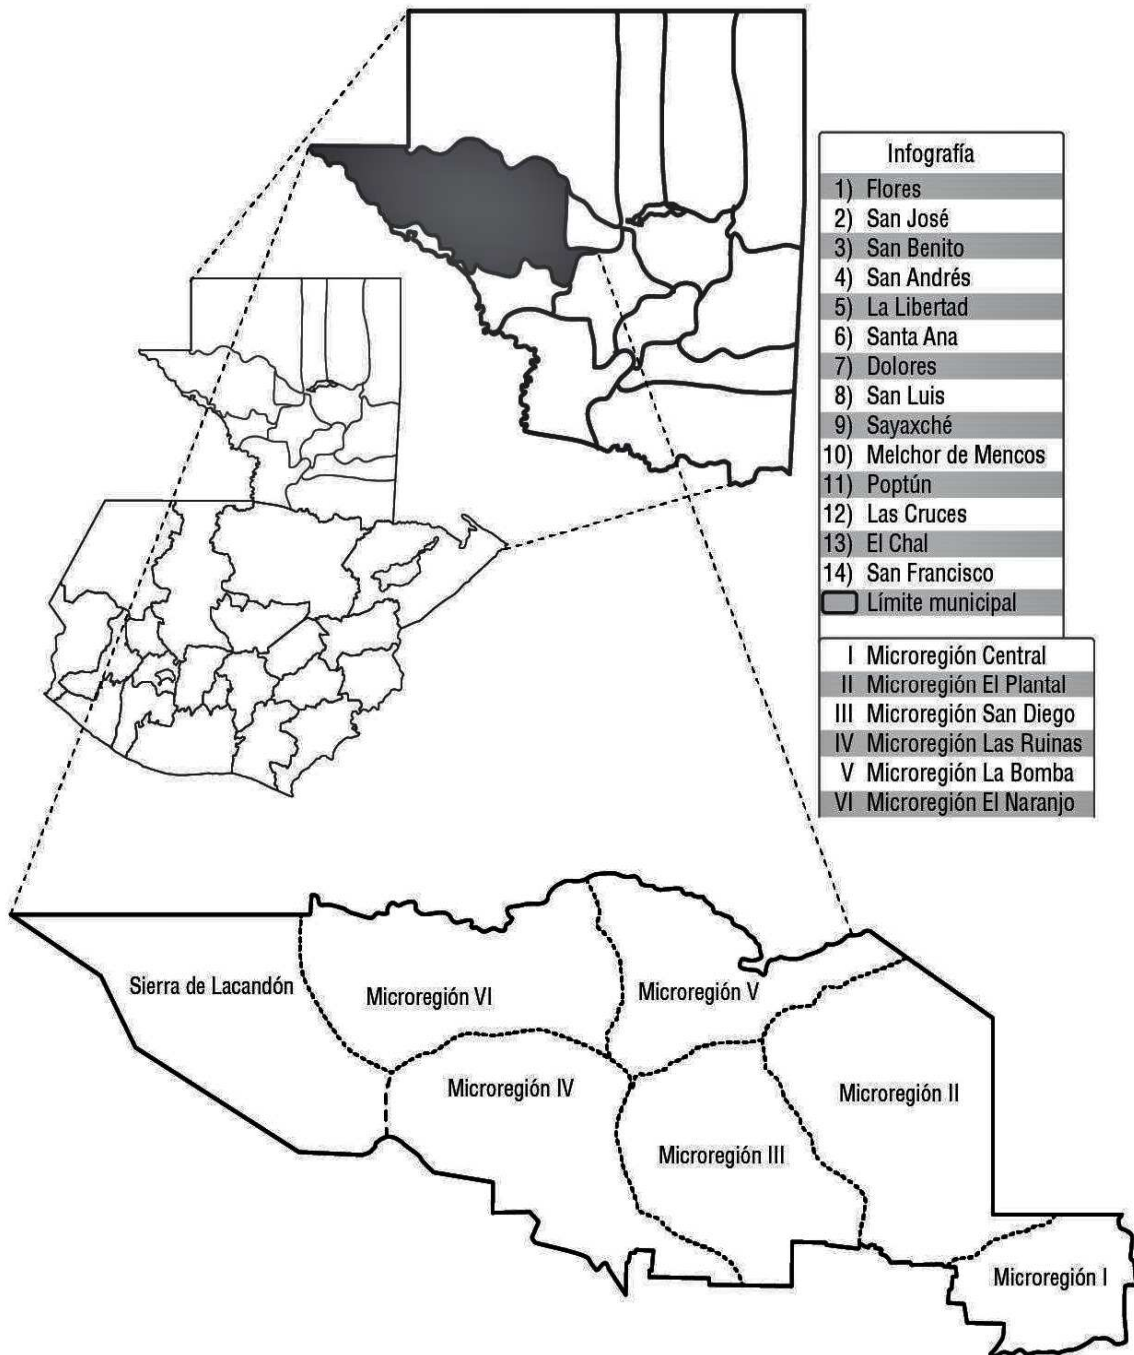 Infografía
1) Flores
2) San José
3) San Benito
4) San Andrés
5) La Libertad
6) Santa Ana
7) Dolores
8) San Luis
9) Sayaxché
10) Melchor de Mencos
11) Poptún
12) Las Cruces
13) El Chal
14) San Francisco
Límite municipal
I Microregión Central
II Microregión El Plantal
III Microregión San Diego
IV Microregión Las Ruinas
V Microregión La Bomba
VI Microregión El Naranjo
Sierra de Lacandón
Microregión VI
Microregión V
Microregión IV
Microregión II
Microregión III
Microregión I